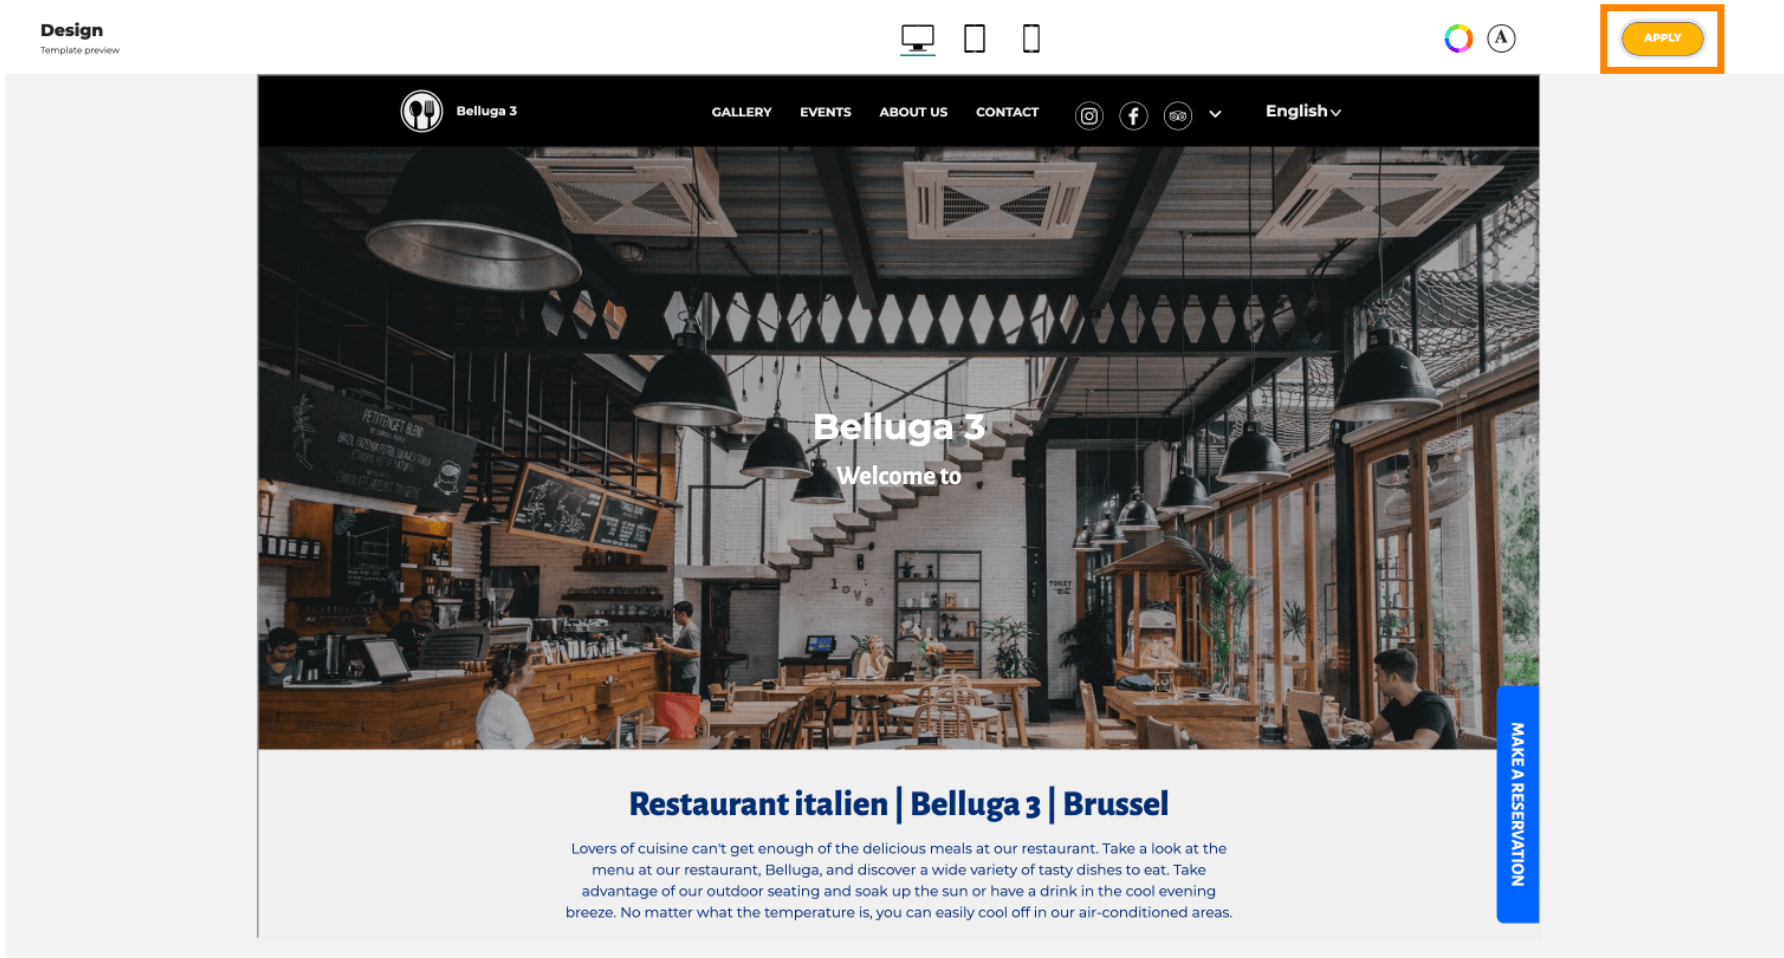 Design
Template preview
APPLY
Belluga 3
GALLERY EVENTS ABOUT US CONTACT English
PETITENGET BLEND
Belluga 3
Welcome to
love
TOILET
MAKE A RESERVATION
Restaurant italien | Belluga 3 | Brussel
Lovers of cuisine can't get enough of the delicious meals at our restaurant. Take a look at the
menu at our restaurant, Belluga, and discover a wide variety of tasty dishes to eat. Take
advantage of our outdoor seating and soak up the sun or have a drink in the cool evening
breeze. No matter what the temperature is, you can easily cool off in our air-conditioned areas.